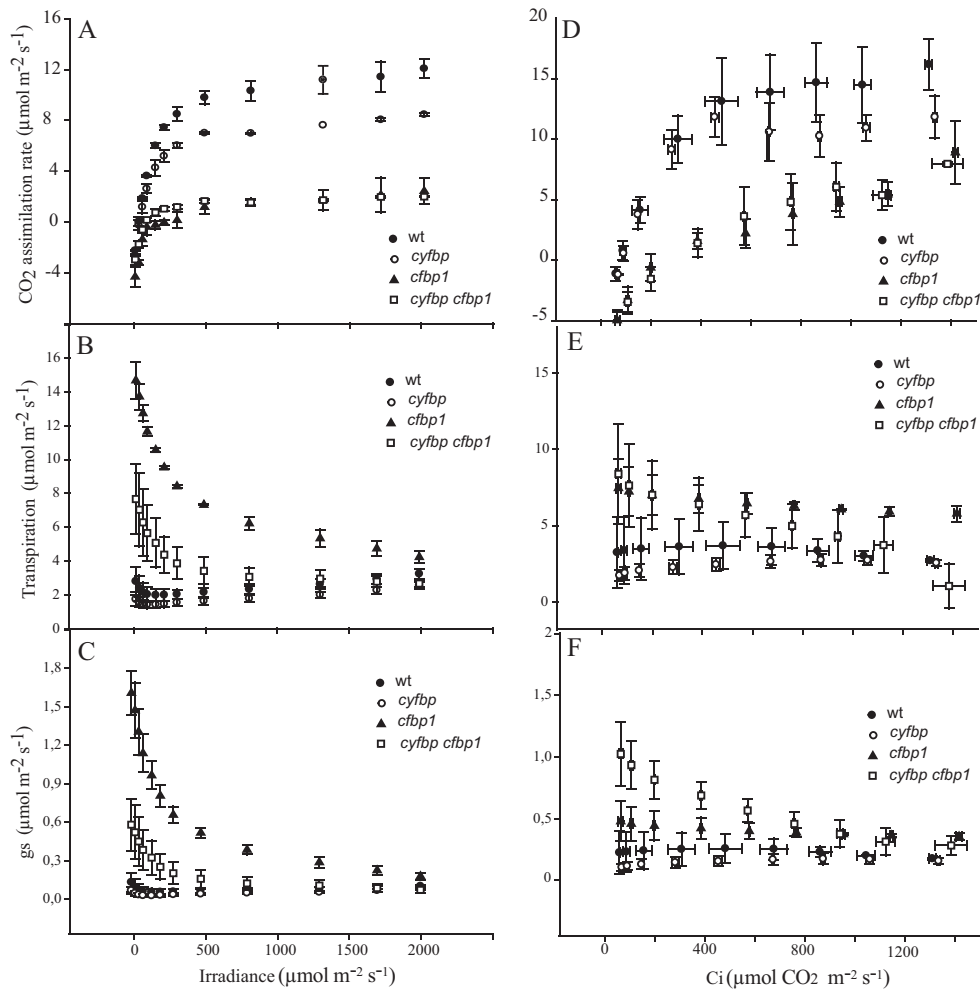 A
CO2 assimilation rate (µmol m-2 s-1)
16
12
8
4
0
-4
wt
cyfbp
cfbp1
cyfbp cfbp1
B
Transpiration (µmol m-2 s-1)
16
14
12
10
8
6
4
2
0
wt
cyfbp
cfbp1
cyfbp cfbp1
C
gs (µmol m-2 s-1)
1,8
1,5
1,2
0,9
0,6
0,3
0,0
wt
cyfbp
cfbp1
cyfbp cfbp1
0 500 1000 1500 2000
Irradiance (µmol m-2 s-1)
D
20
15
10
5
0
-5
wt
cyfbp
cfbp1
cyfbp cfbp1
E
15
10
5
0
wt
cyfbp
cfbp1
cyfbp cfbp1
F
2
1,5
1,0
0,5
0
wt
cyfbp
cfbp1
cyfbp cfbp1
0 400 800 1200
Ci (µmol CO2 m-2 s-1)